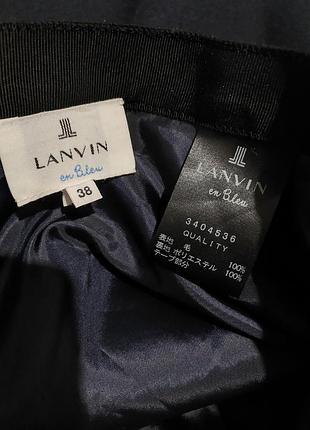 LANVIN
en Bleu
38
LANVIN
en Bleu
3404536
QUALITY
表地 毛 100%
裏地 ポリエステル 100%
テープ部分